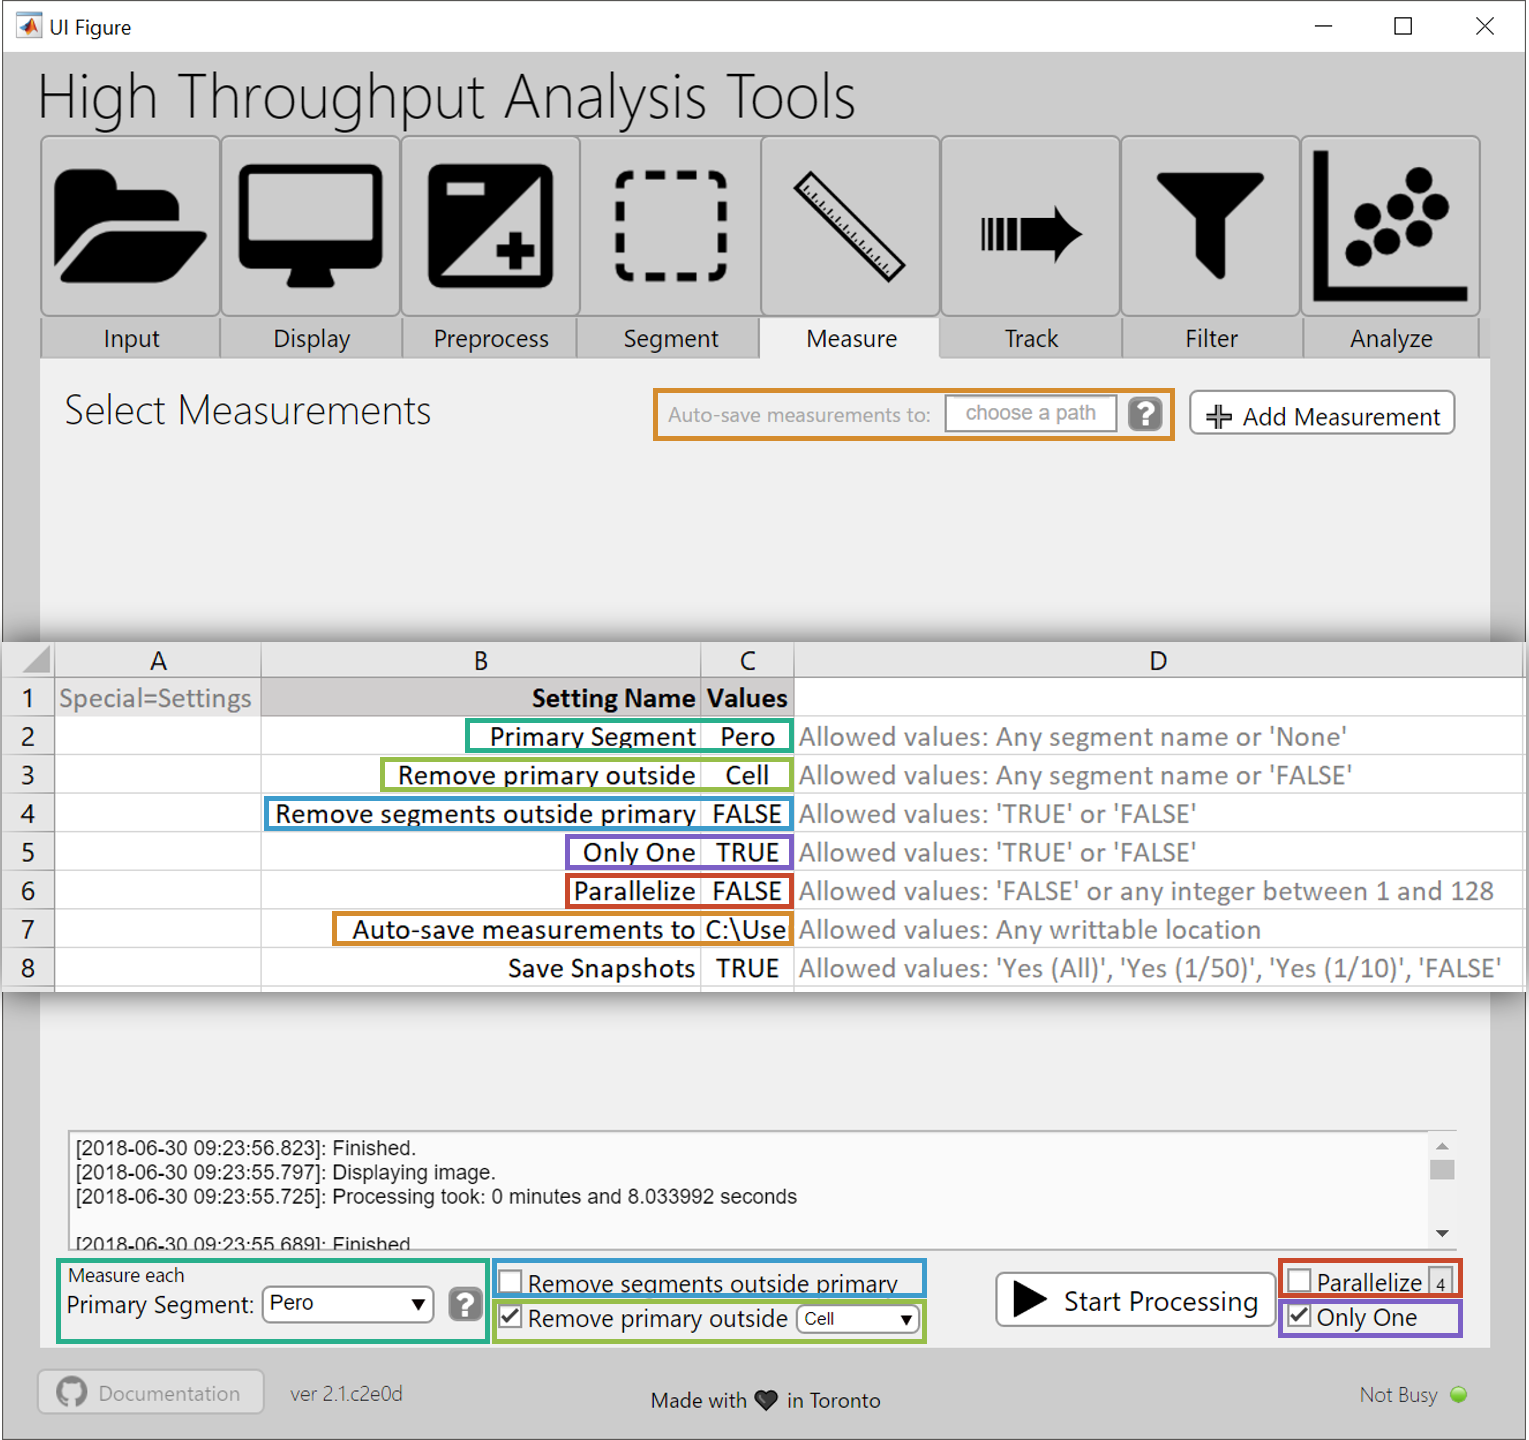 UI Figure
High Throughput Analysis Tools
Input Display Preprocess Segment Measure Track Filter Analyze
Select Measurements Auto-save measurements to: choose a path ? Add Measurement
A B C D
1 Special=Settings Setting Name Values
2 Primary Segment Pero Allowed values: Any segment name or 'None'
3 Remove primary outside Cell Allowed values: Any segment name or 'FALSE'
4 Remove segments outside primary FALSE Allowed values: 'TRUE' or 'FALSE'
5 Only One TRUE Allowed values: 'TRUE' or 'FALSE'
6 Parallelize FALSE Allowed values: 'FALSE' or any integer between 1 and 128
7 Auto-save measurements to C:\Use Allowed values: Any writtable location
8 Save Snapshots TRUE Allowed values: 'Yes (All)', 'Yes (1/50)', 'Yes (1/10)', 'FALSE'
[2018-06-30 09:23:56.823]: Finished.
[2018-06-30 09:23:55.797]: Displaying image.
[2018-06-30 09:23:55.725]: Processing took: 0 minutes and 8.033992 seconds
[2018-06-30 09:23:55.689]: Finished
Measure each
Primary Segment: Pero ?
Remove segments outside primary
Remove primary outside Cell
Start Processing
Parallelize 4
Only One
Documentation ver 2.1.c2e0d Made with in Toronto Not Busy